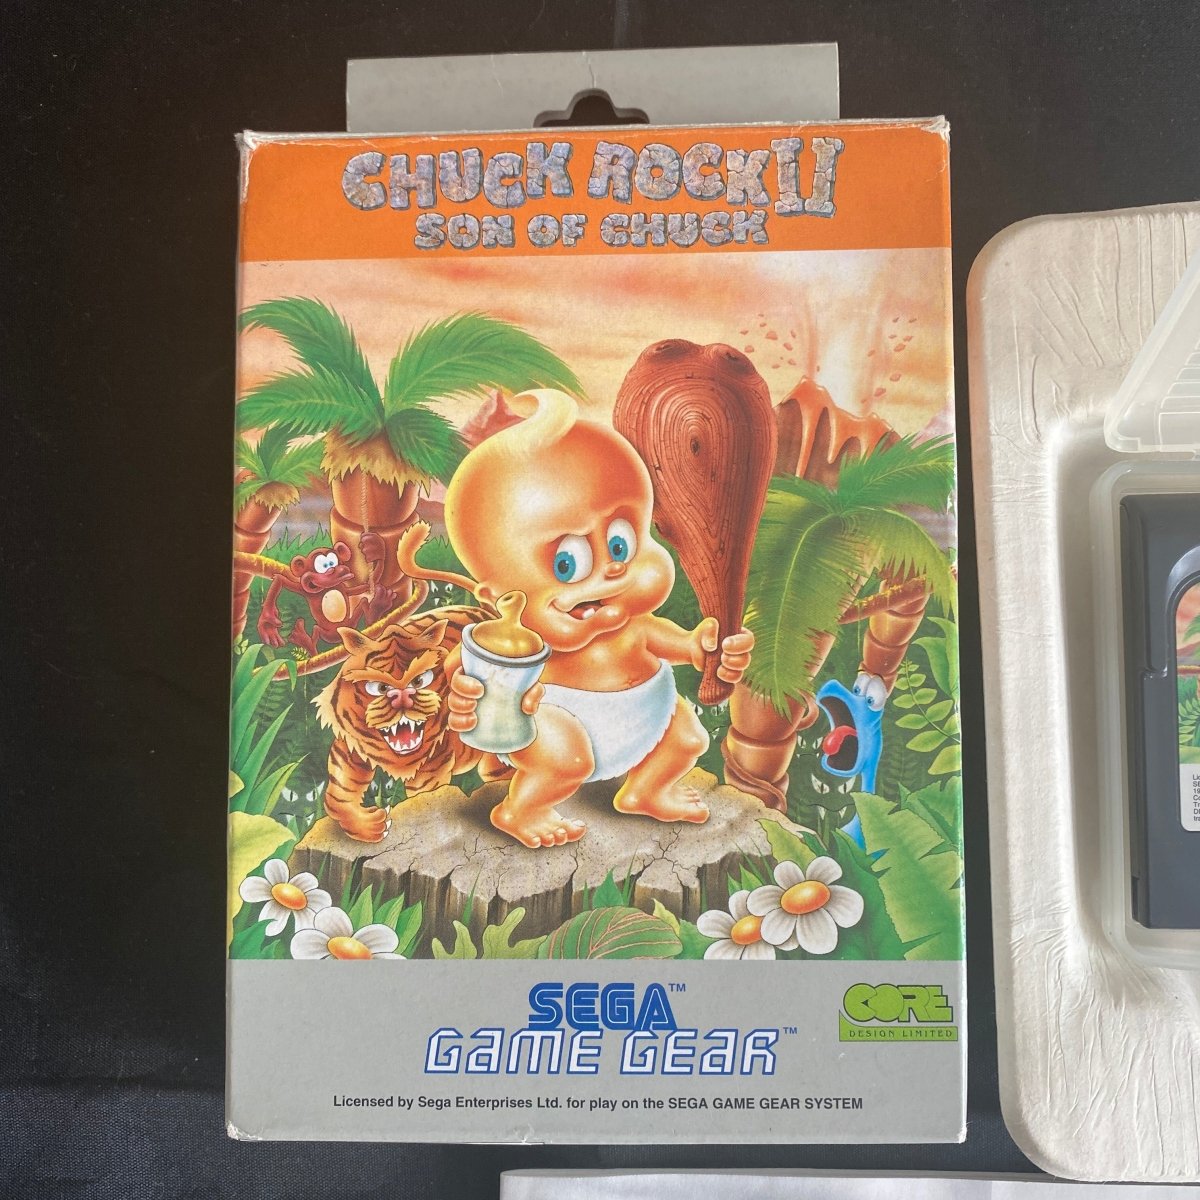 CHUCK ROCK II
SON OF CHUCK
SEGA™
GAME GEAR™
CORE
DESIGN LIMITED
Licensed by Sega Enterprises Ltd. for play on the SEGA GAME GEAR SYSTEM